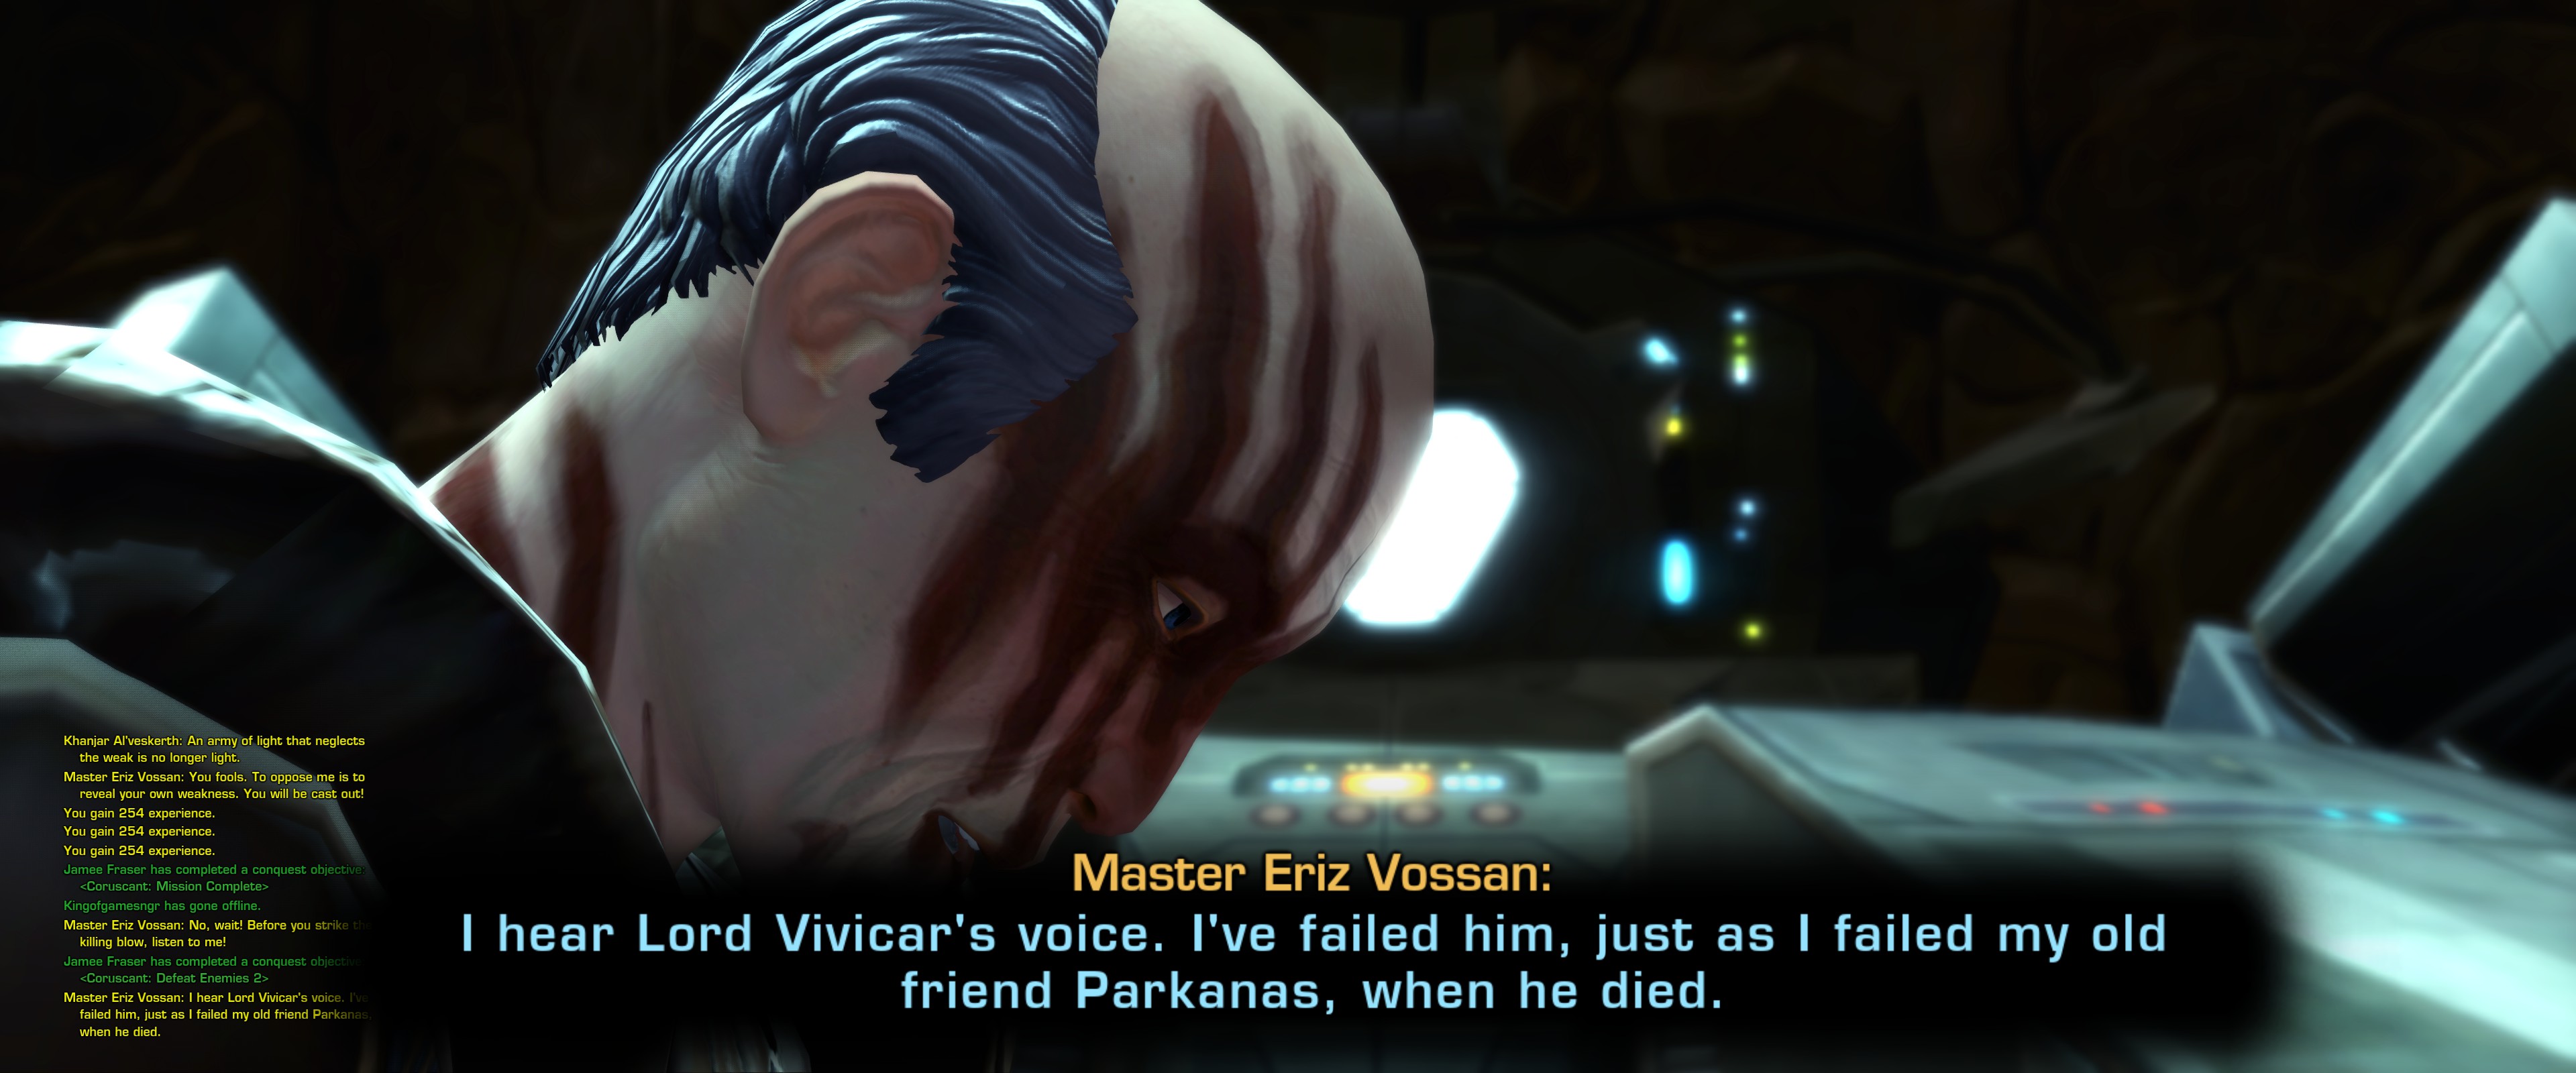 Khanjar Al'veskerth: An army of light that neglects
the weak is no longer light.
Master Eriz Vossan: You fools. To oppose me is to
reveal your own weakness. You will be cast out!
You gain 254 experience.
You gain 254 experience.
You gain 254 experience.
Jamee Fraser has completed a conquest objective:
<Coruscant: Mission Complete>
Kingofgamesngr has gone offline.
Master Eriz Vossan: No, wait! Before you strike the
killing blow, listen to me!
Jamee Fraser has completed a conquest objective:
<Coruscant: Defeat Enemies 2>
Master Eriz Vossan: I hear Lord Vivicar's voice. I've
failed him, just as I failed my old friend Parkanas,
when he died.
Master Eriz Vossan:
I hear Lord Vivicar's voice. I've failed him, just as I failed my old
friend Parkanas, when he died.